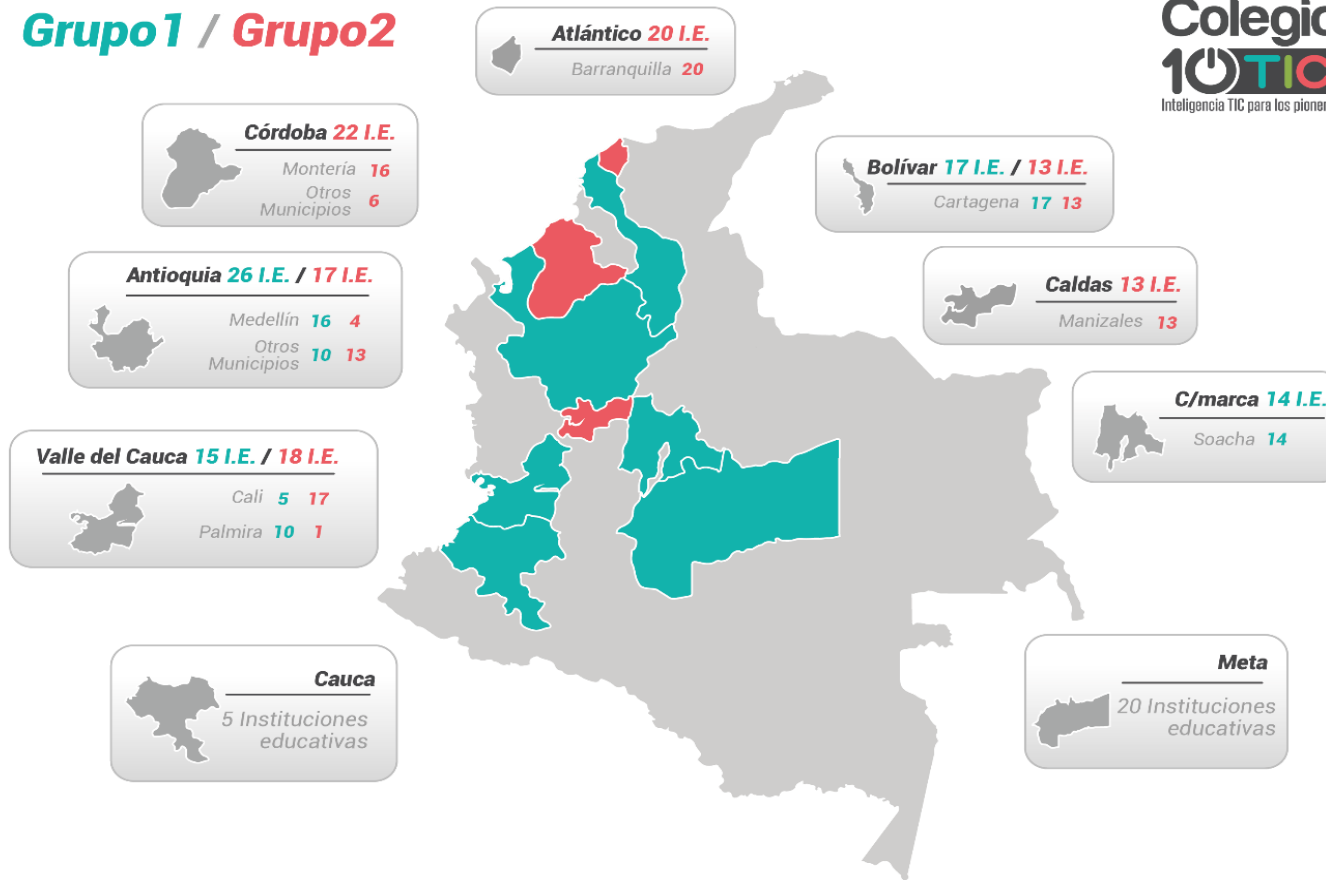 Grupo1 / Grupo2
Atlántico 20 I.E.
Barranquilla 20
Colegio
10TIC
Inteligencia TIC para los pioner
Córdoba 22 I.E.
Montería 16
Otros
Municipios 6
Bolívar 17 I.E. / 13 I.E.
Cartagena 17 13
Antioquia 26 I.E. / 17 I.E.
Medellín 16 4
Otros
Municipios 10 13
Caldas 13 I.E.
Manizales 13
C/marca 14 I.E.
Soacha 14
Valle del Cauca 15 I.E. / 18 I.E.
Cali 5 17
Palmira 10 1
Cauca
5 Instituciones
educativas
Meta
20 Instituciones
educativas